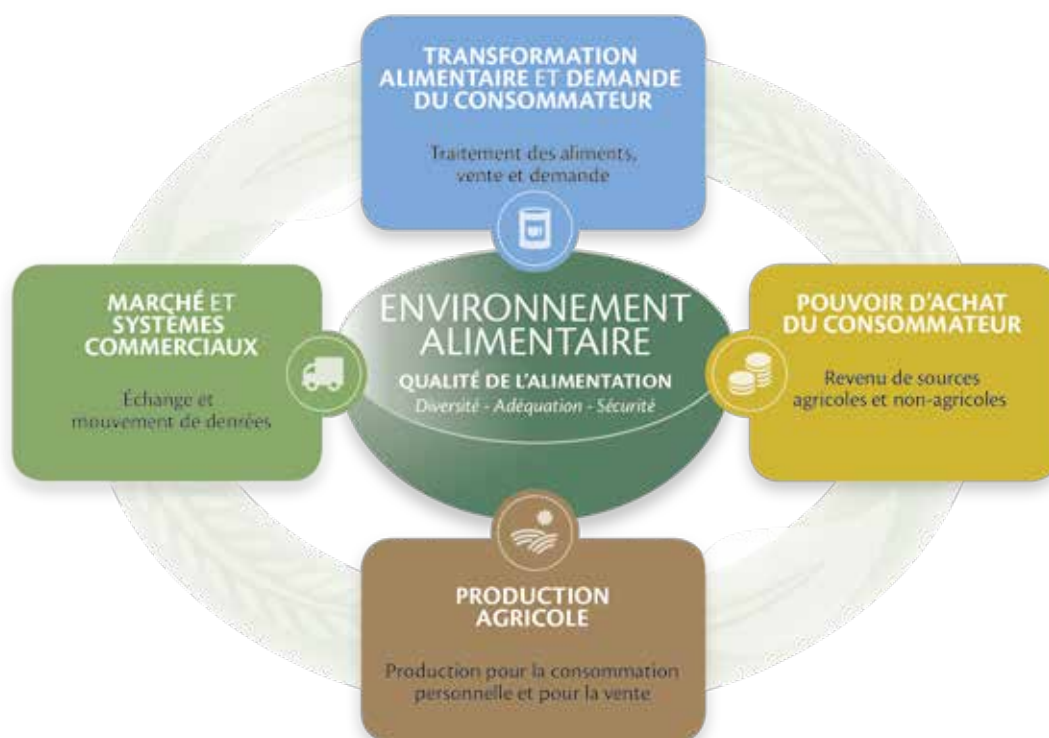 TRANSFORMATION
ALIMENTAIRE ET DEMANDE
DU CONSOMMATEUR
Traitement des aliments,
vente et demande
MARCHÉ ET
SYSTÈMES
COMMERCIAUX
Échange et
mouvement de denrées
ENVIRONNEMENT
ALIMENTAIRE
QUALITÉ DE L'ALIMENTATION
Diversité - Adéquation - Sécurité
POUVOIR D'ACHAT
DU CONSOMMATEUR
Revenu de sources
agricoles et non-agricoles
PRODUCTION
AGRICOLE
Production pour la consommation
personnelle et pour la vente